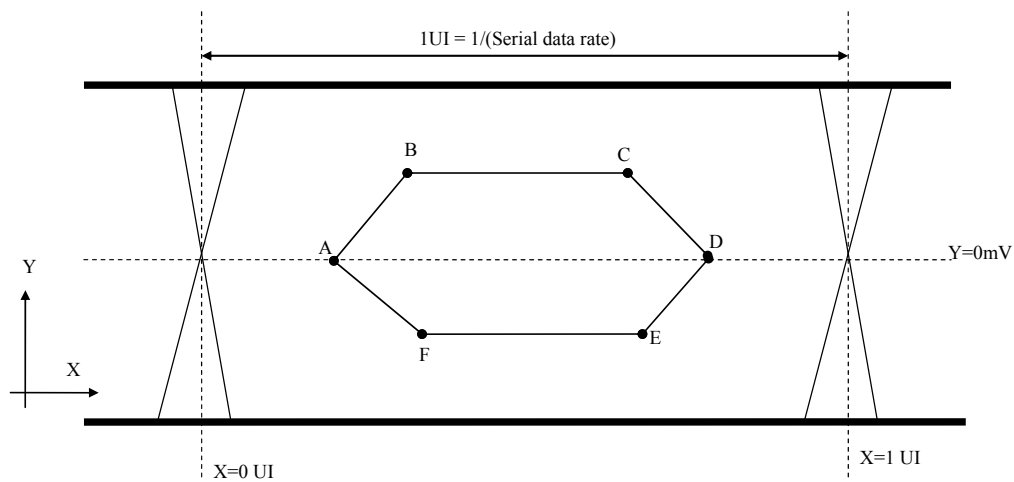 1UI = 1/(Serial data rate)
B
C
A
D
Y=0mV
Y
X
F
E
X=0 UI
X=1 UI